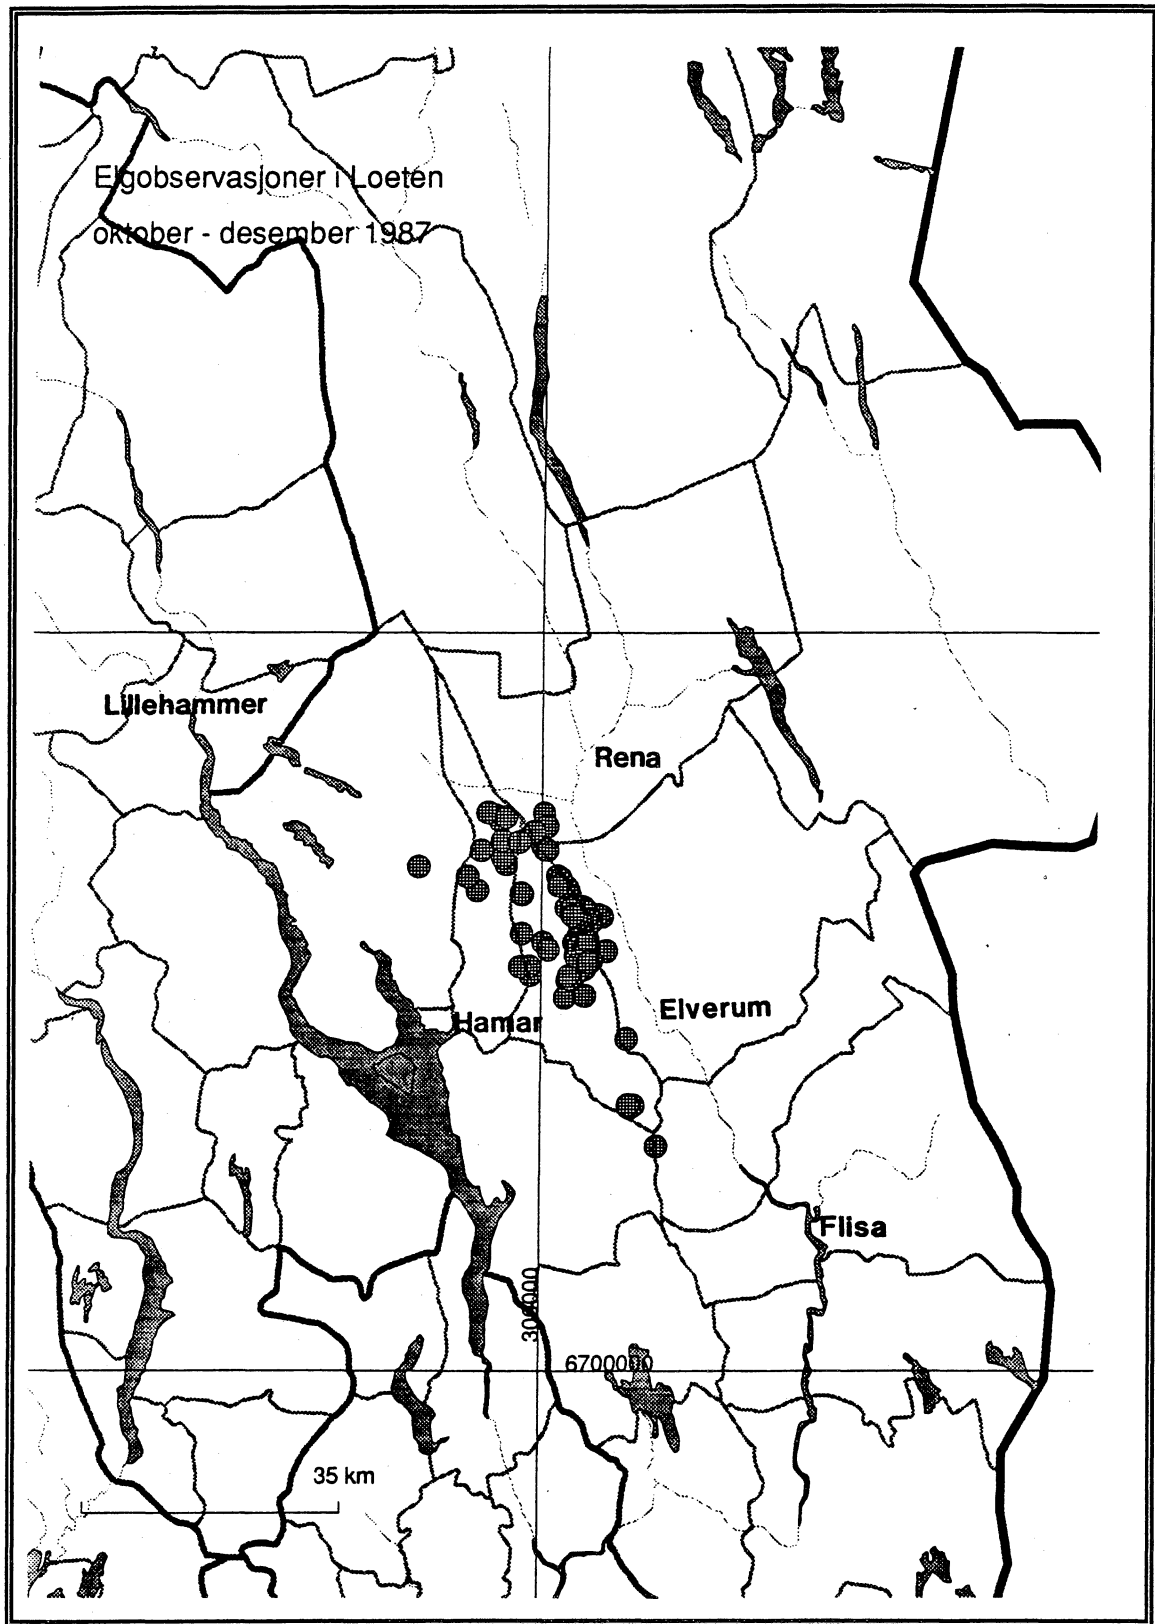 Elgobservasjoner i Loeten
oktober - desember 1987
Lillehammer
Rena
Hamar
Elverum
Flisa
300000
6700000
35 km